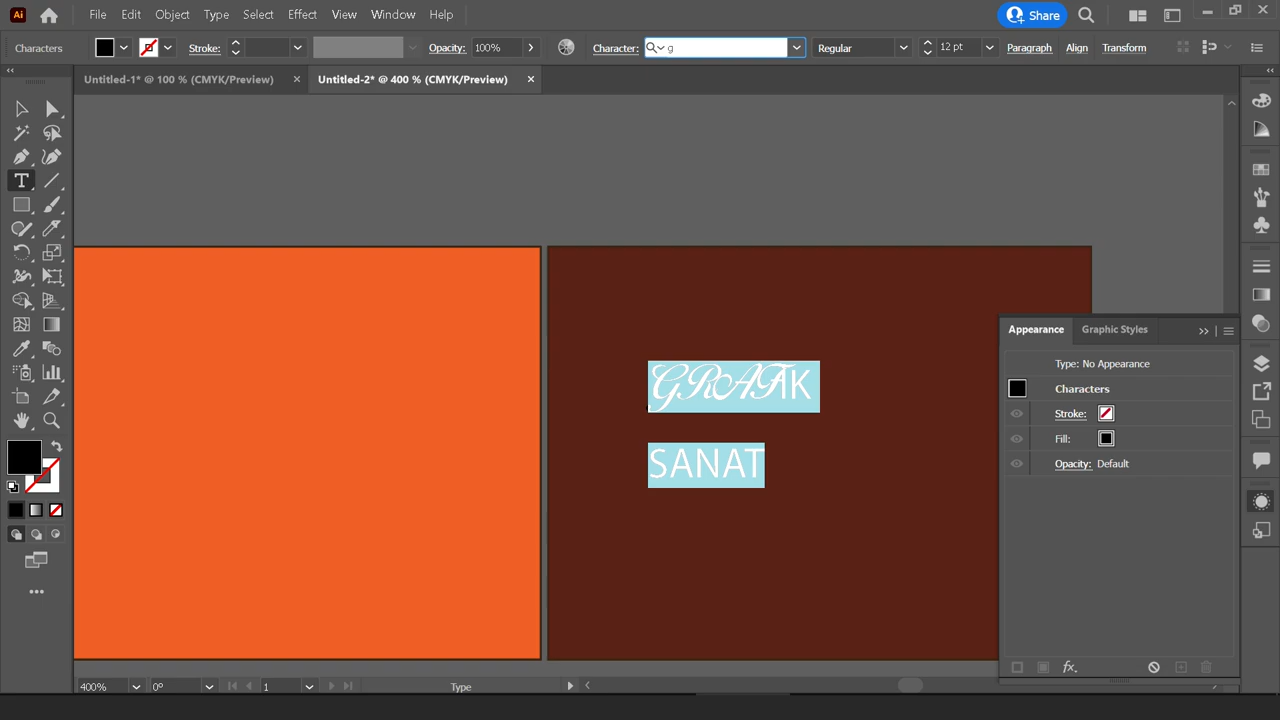 Ai File Edit Object Type Select Effect View Window Help Share
Characters Stroke: Opacity: 100% Character: g Regular 12 pt Paragraph Align Transform
Untitled-1* @ 100 % (CMYK/Preview) Untitled-2* @ 400 % (CMYK/Preview)
GRAFİK
SANAT
Appearance Graphic Styles
Type: No Appearance
Characters
Stroke:
Fill:
Opacity: Default
fx.
400% 0° 1 Type